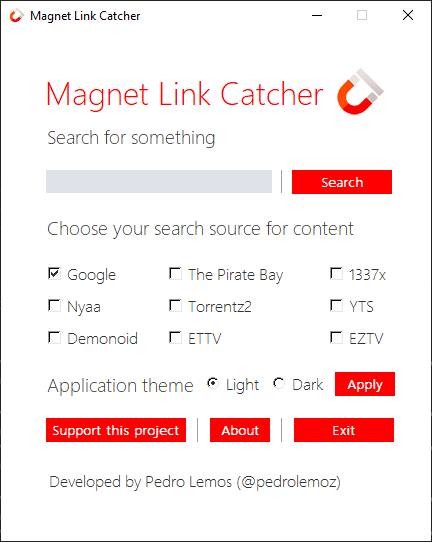 Magnet Link Catcher
Magnet Link Catcher
Search for something
Search
Choose your search source for content
Google The Pirate Bay 1337x
Nyaa Torrentz2 YTS
Demonoid ETTV EZTV
Application theme Light Dark Apply
Support this project About Exit
Developed by Pedro Lemos (@pedrolemoz)